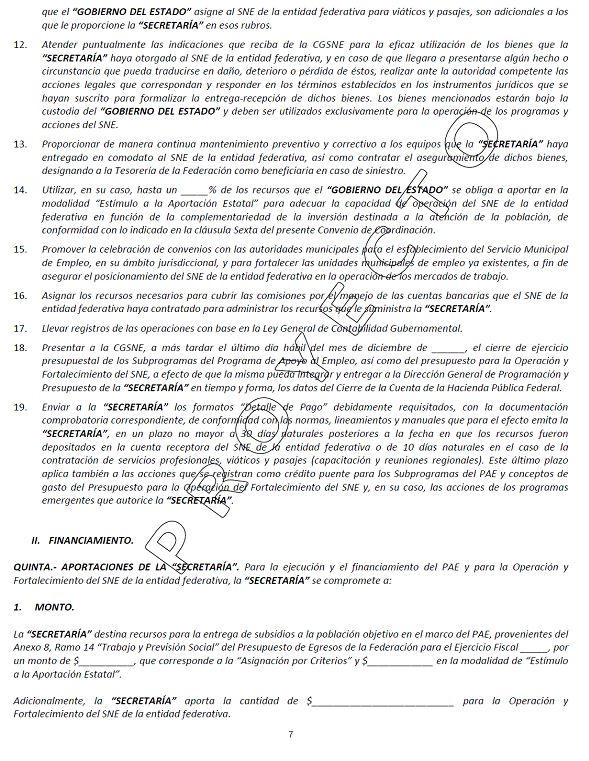 que el “GOBIERNO DEL ESTADO” asigne al SNE de la entidad federativa para viáticos y pasajes, son adicionales a los
que le proporcione la “SECRETARÍA” en esos rubros.
12. Atender puntualmente las indicaciones que reciba de la CGSNE para la eficaz utilización de los bienes que la
“SECRETARÍA” haya otorgado al SNE de la entidad federativa, y en caso de que llegara a presentarse algún hecho o
circunstancia que pueda traducirse en daño, deterioro o pérdida de éstos, realizar ante la autoridad competente las
acciones legales que correspondan y responder en los términos establecidos en los instrumentos jurídicos que se
hayan suscrito para formalizar la entrega-recepción de dichos bienes. Los bienes mencionados estarán bajo la
custodia del “GOBIERNO DEL ESTADO” y deben ser utilizados exclusivamente para la operación de los programas y
acciones del SNE.
13. Proporcionar de manera continua mantenimiento preventivo y correctivo a los equipos que la “SECRETARÍA” haya
entregado en comodato al SNE de la entidad federativa, así como contratar el aseguramiento de dichos bienes,
designando a la Tesorería de la Federación como beneficiaria en caso de siniestro.
14. Utilizar, en su caso, hasta un _____% de los recursos que el “GOBIERNO DEL ESTADO” se obliga a aportar en la
modalidad “Estímulo a la Aportación Estatal” para adecuar la capacidad de operación del SNE de la entidad
federativa en función de la complementariedad de la inversión destinada a la atención de la población, de
conformidad con lo indicado en la cláusula Sexta del presente Convenio de Coordinación.
15. Promover la celebración de convenios con las autoridades municipales para el establecimiento del Servicio Municipal
de Empleo, en su ámbito jurisdiccional, y para fortalecer las unidades municipales de empleo ya existentes, a fin de
asegurar el posicionamiento del SNE de la entidad federativa en la operación de los mercados de trabajo.
16. Asignar los recursos necesarios para cubrir las comisiones por el manejo de las cuentas bancarias que el SNE de la
entidad federativa haya contratado para administrar los recursos que le suministra la “SECRETARÍA”.
17. Llevar registros de las operaciones con base en la Ley General de Contabilidad Gubernamental.
18. Presentar a la CGSNE, a más tardar el último día hábil del mes de diciembre de ______, el cierre de ejercicio
presupuestal de los Subprogramas del Programa de Apoyo al Empleo, así como del presupuesto para la Operación y
Fortalecimiento del SNE, a efecto de que la misma pueda integrar y entregar a la Dirección General de Programación y
Presupuesto de la “SECRETARÍA” en tiempo y forma, los datos del Cierre de la Cuenta de la Hacienda Pública Federal.
19. Enviar a la “SECRETARÍA” los formatos “Detalle de Pago” debidamente requisitados, con la documentación
comprobatoria correspondiente, de conformidad con las normas, lineamientos y manuales que para el efecto emita la
“SECRETARÍA”, en un plazo no mayor a 30 días naturales posteriores a la fecha en que los recursos fueron
depositados en la cuenta receptora del SNE de la entidad federativa o de 10 días naturales en el caso de la
contratación de servicios profesionales, viáticos y pasajes (capacitación y reuniones regionales). Este último plazo
aplica también a las acciones que se registran como crédito puente para los Subprogramas del PAE y conceptos de
gasto del Presupuesto para la Operación del Fortalecimiento del SNE y, en su caso, las acciones de los programas
emergentes que autorice la “SECRETARÍA”.
II. FINANCIAMIENTO.
QUINTA.- APORTACIONES DE LA “SECRETARÍA”. Para la ejecución y el financiamiento del PAE y para la Operación y
Fortalecimiento del SNE de la entidad federativa, la “SECRETARÍA” se compromete a:
1. MONTO.
La “SECRETARÍA” destina recursos para la entrega de subsidios a la población objetivo en el marco del PAE, provenientes del
Anexo 8, Ramo 14 “Trabajo y Previsión Social” del Presupuesto de Egresos de la Federación para el Ejercicio Fiscal _____, por
un monto de $__________, que corresponde a la “Asignación por Criterios” y $____________ en la modalidad de “Estímulo
a la Aportación Estatal”.
Adicionalmente, la “SECRETARÍA” aporta la cantidad de $__________________________ para la Operación y
Fortalecimiento del SNE de la entidad federativa.
7
PROYECTO